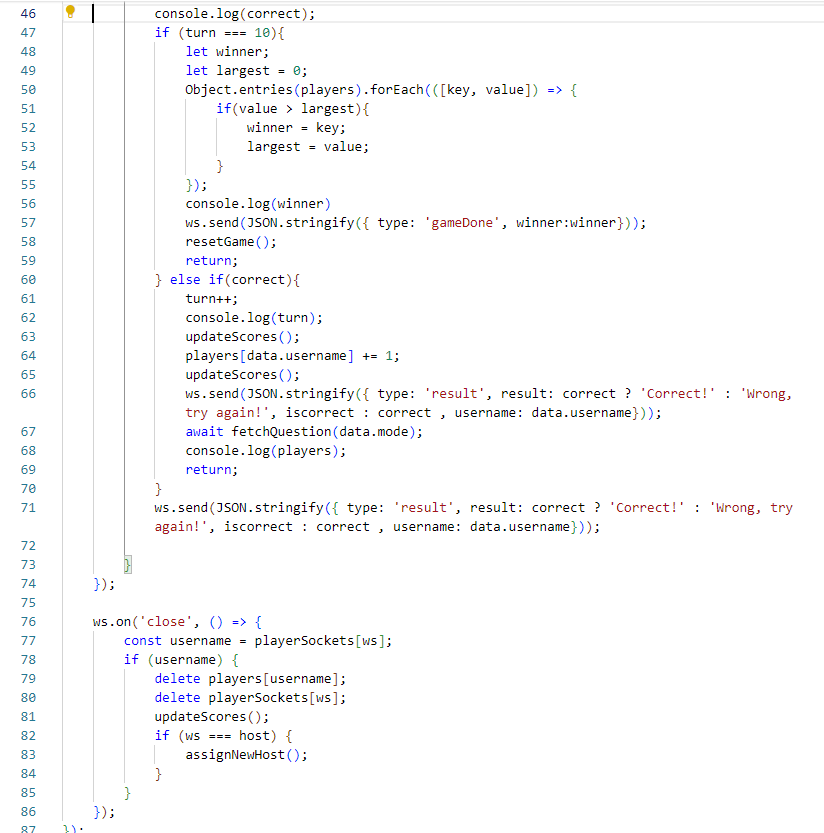 46 console.log(correct);
47 if (turn === 10){
48 let winner;
49 let largest = 0;
50 Object.entries(players).forEach(([key, value]) => {
51 if(value > largest){
52 winner = key;
53 largest = value;
54 }
55 });
56 console.log(winner)
57 ws.send(JSON.stringify({ type: 'gameDone', winner:winner}));
58 resetGame();
59 return;
60 } else if(correct){
61 turn++;
62 console.log(turn);
63 updateScores();
64 players[data.username] += 1;
65 updateScores();
66 ws.send(JSON.stringify({ type: 'result', result: correct ? 'Correct!' : 'Wrong,
try again!', iscorrect : correct , username: data.username}));
67 await fetchQuestion(data.mode);
68 console.log(players);
69 return;
70 }
71 ws.send(JSON.stringify({ type: 'result', result: correct ? 'Correct!' : 'Wrong, try
again!', iscorrect : correct , username: data.username}));
72
73 }
74 });
75
76 ws.on('close', () => {
77 const username = playerSockets[ws];
78 if (username) {
79 delete players[username];
80 delete playerSockets[ws];
81 updateScores();
82 if (ws === host) {
83 assignNewHost();
84 }
85 }
86 });
87 });